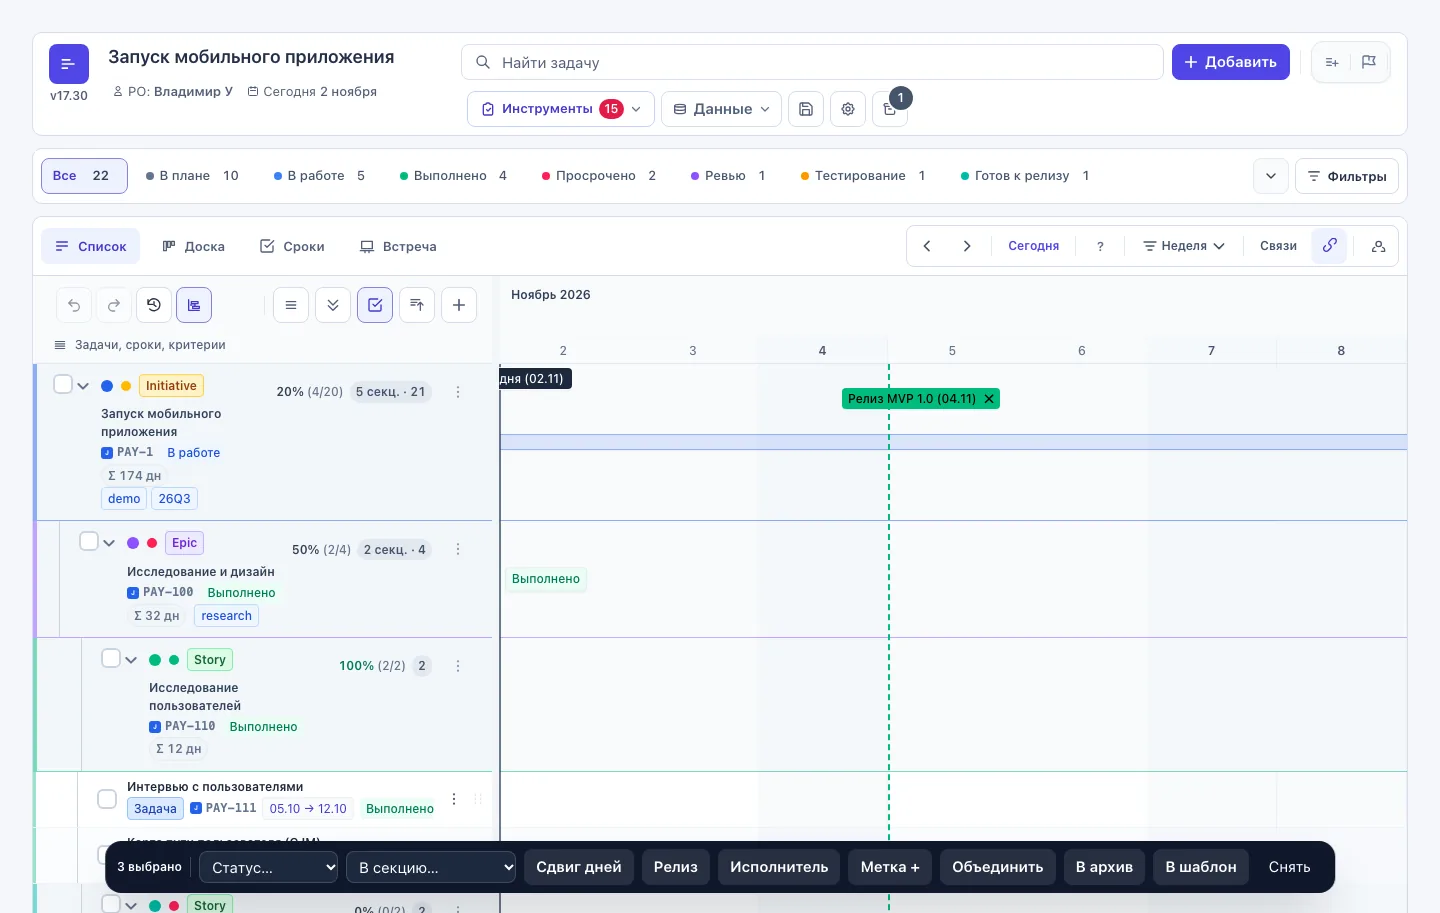 Запуск мобильного приложения
v17.30
PO: Владимир У
Сегодня 2 ноября
Найти задачу
Добавить
Инструменты 15
Данные
1
Все 22
В плане 10
В работе 5
Выполнено 4
Просрочено 2
Ревью 1
Тестирование 1
Готов к релизу 1
Фильтры
Список
Доска
Сроки
Встреча
Сегодня
?
Неделя
Связи
Задачи, сроки, критерии
Ноябрь 2026
2 3 4 5 6 7 8
Initiative
20% (4/20) 5 секц. · 21
Запуск мобильного
приложения
PAY-1 В работе
Σ 174 дн
demo 26Q3
дня (02.11)
Релиз MVP 1.0 (04.11) ✕
Epic
50% (2/4) 2 секц. · 4
Исследование и дизайн
PAY-100 Выполнено
Σ 32 дн research
Выполнено
Story
100% (2/2) 2
Исследование
пользователей
PAY-110 Выполнено
Σ 12 дн
Интервью с пользователями
Задача PAY-111 05.10 → 12.10 Выполнено
3 выбрано
Статус...
В секцию...
Сдвиг дней
Релиз
Исполнитель
Метка +
Объединить
В архив
В шаблон
Снять
Story
0% (0/2) 2